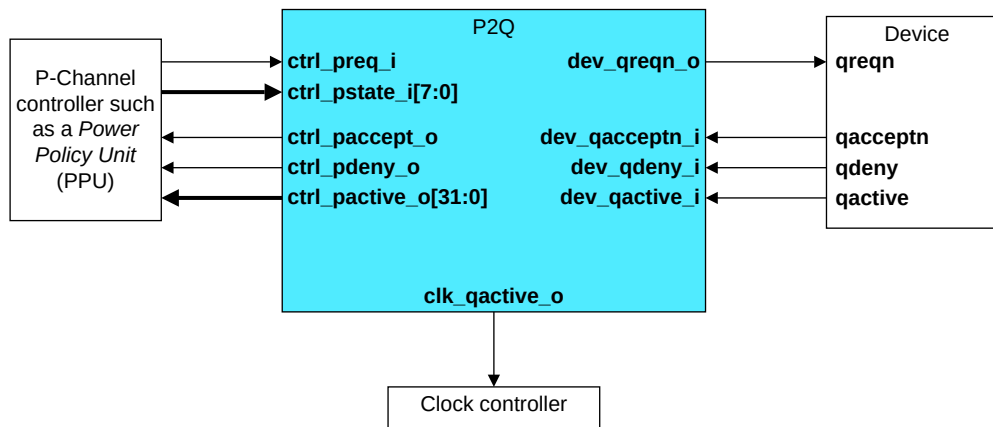 P2Q
Device
P-Channel
controller such
as a Power
Policy Unit
(PPU)
ctrl_preq_i
ctrl_pstate_i[7:0]
ctrl_paccept_o
ctrl_pdeny_o
ctrl_pactive_o[31:0]
dev_qreqn_o
dev_qacceptn_i
dev_qdeny_i
dev_qactive_i
clk_qactive_o
qreqn
qacceptn
qdeny
qactive
Clock controller